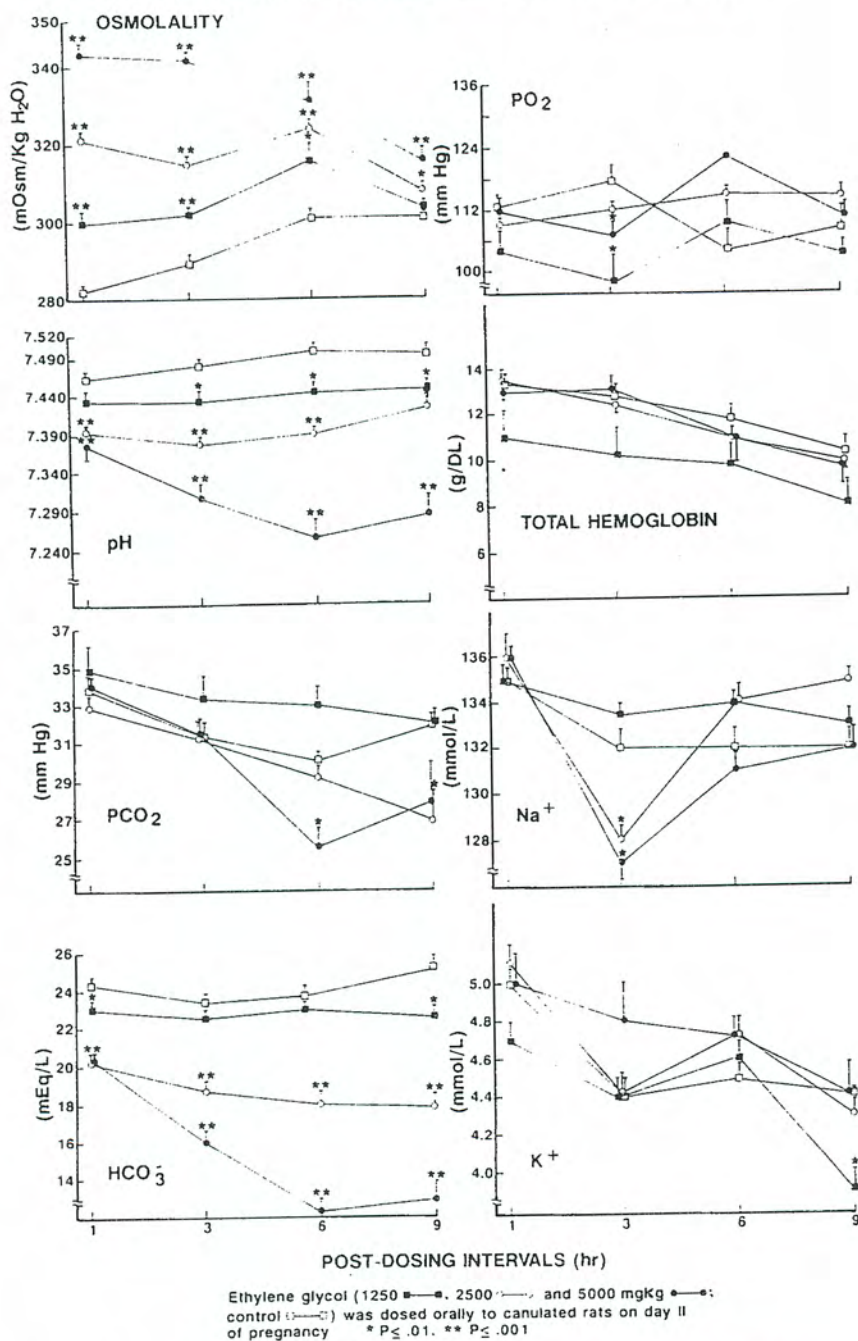 OSMOLALITY
350
340
320
300
280
(mOsm/Kg H2O)
** ** **
** ** **
** ** * ** *
PO2
136
124
112
100
(mm Hg)
*
*
7.520
7.490
7.440
7.390
7.290
7.240
pH
* * *
** ** **
**
** ** **
14
12
10
8
6
(g/DL)
TOTAL HEMOGLOBIN
37
35
33
31
29
27
25
(mm Hg)
PCO2
* *
136
134
132
130
128
(mmol/L)
Na+
*
*
26
24
22
20
18
16
14
(mEq/L)
HCO3-
* *
** ** ** **
** ** **
1 3 6 9
5.0
4.8
4.6
4.4
4.2
4.0
(mmol/L)
K+
*
1 3 6 9
POST-DOSING INTERVALS (hr)
Ethylene glycol (1250 ■—■, 2500 ○—○ and 5000 mgKg ●—●;
control □—□) was dosed orally to canulated rats on day II
of pregnancy * P≤ .01, ** P≤ .001